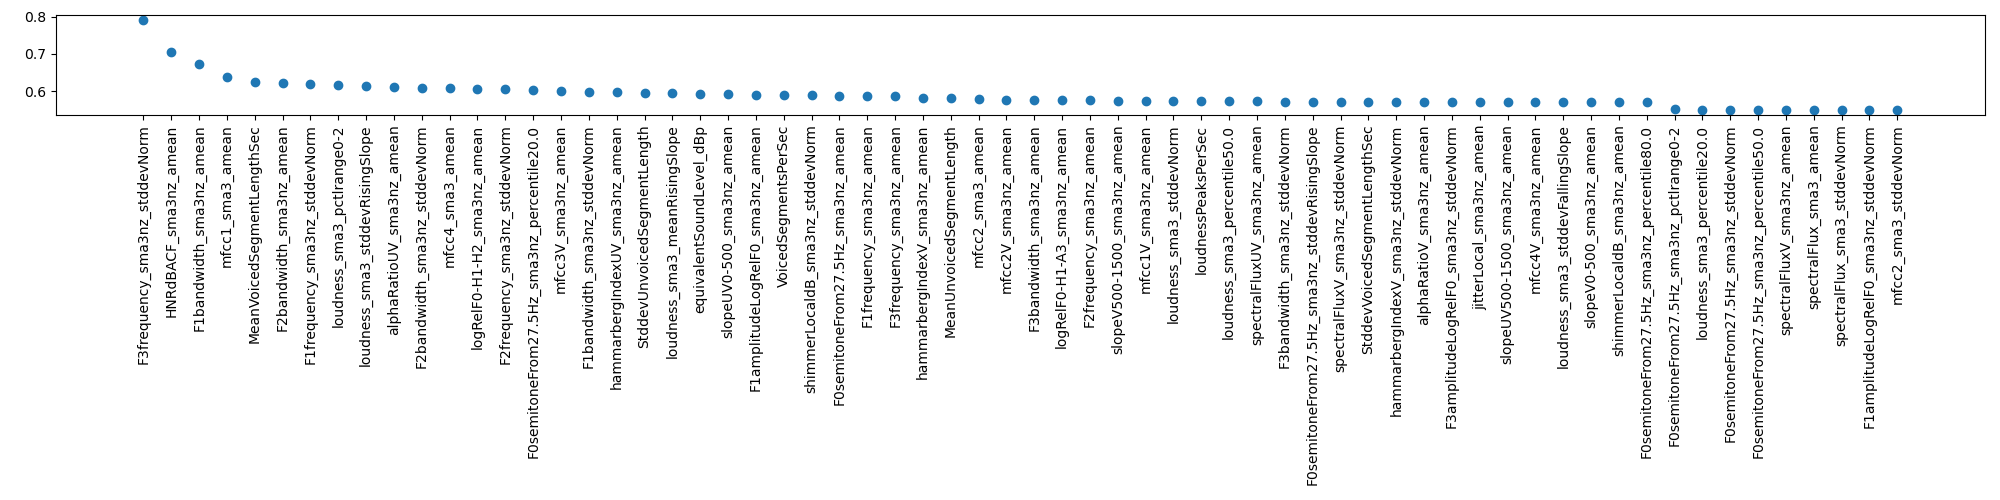 0.8
0.7
0.6
F3frequency_sma3nz_stddevNorm
HNRdBACF_sma3nz_amean
F1bandwidth_sma3nz_amean
mfcc1_sma3_amean
MeanVoicedSegmentLengthSec
F2bandwidth_sma3nz_amean
F1frequency_sma3nz_stddevNorm
loudness_sma3_pctlrange0-2
loudness_sma3_stddevRisingSlope
alphaRatioUV_sma3nz_amean
F2bandwidth_sma3nz_stddevNorm
mfcc4_sma3_amean
logRelF0-H1-H2_sma3nz_amean
F2frequency_sma3nz_stddevNorm
F0semitoneFrom27.5Hz_sma3nz_percentile20.0
mfcc3V_sma3nz_amean
F1bandwidth_sma3nz_stddevNorm
hammarbergIndexUV_sma3nz_amean
StddevUnvoicedSegmentLength
loudness_sma3_meanRisingSlope
equivalentSoundLevel_dBp
slopeUV0-500_sma3nz_amean
F1amplitudeLogRelF0_sma3nz_amean
VoicedSegmentsPerSec
shimmerLocaldB_sma3nz_stddevNorm
F0semitoneFrom27.5Hz_sma3nz_amean
F1frequency_sma3nz_amean
F3frequency_sma3nz_amean
hammarbergIndexV_sma3nz_amean
MeanUnvoicedSegmentLength
mfcc2_sma3_amean
mfcc2V_sma3nz_amean
F3bandwidth_sma3nz_amean
logRelF0-H1-A3_sma3nz_amean
F2frequency_sma3nz_amean
slopeV500-1500_sma3nz_amean
mfcc1V_sma3nz_amean
loudness_sma3_stddevNorm
loudnessPeaksPerSec
loudness_sma3_percentile50.0
spectralFluxUV_sma3nz_amean
F3bandwidth_sma3nz_stddevNorm
F0semitoneFrom27.5Hz_sma3nz_stddevRisingSlope
spectralFluxV_sma3nz_stddevNorm
StddevVoicedSegmentLengthSec
hammarbergIndexV_sma3nz_stddevNorm
alphaRatioV_sma3nz_amean
F3amplitudeLogRelF0_sma3nz_stddevNorm
jitterLocal_sma3nz_amean
slopeUV500-1500_sma3nz_amean
mfcc4V_sma3nz_amean
loudness_sma3_stddevFallingSlope
slopeV0-500_sma3nz_amean
shimmerLocaldB_sma3nz_amean
F0semitoneFrom27.5Hz_sma3nz_percentile80.0
F0semitoneFrom27.5Hz_sma3nz_pctlrange0-2
loudness_sma3_percentile20.0
F0semitoneFrom27.5Hz_sma3nz_stddevNorm
F0semitoneFrom27.5Hz_sma3nz_percentile50.0
spectralFluxV_sma3nz_amean
spectralFlux_sma3_amean
spectralFlux_sma3_stddevNorm
F1amplitudeLogRelF0_sma3nz_stddevNorm
mfcc2_sma3_stddevNorm